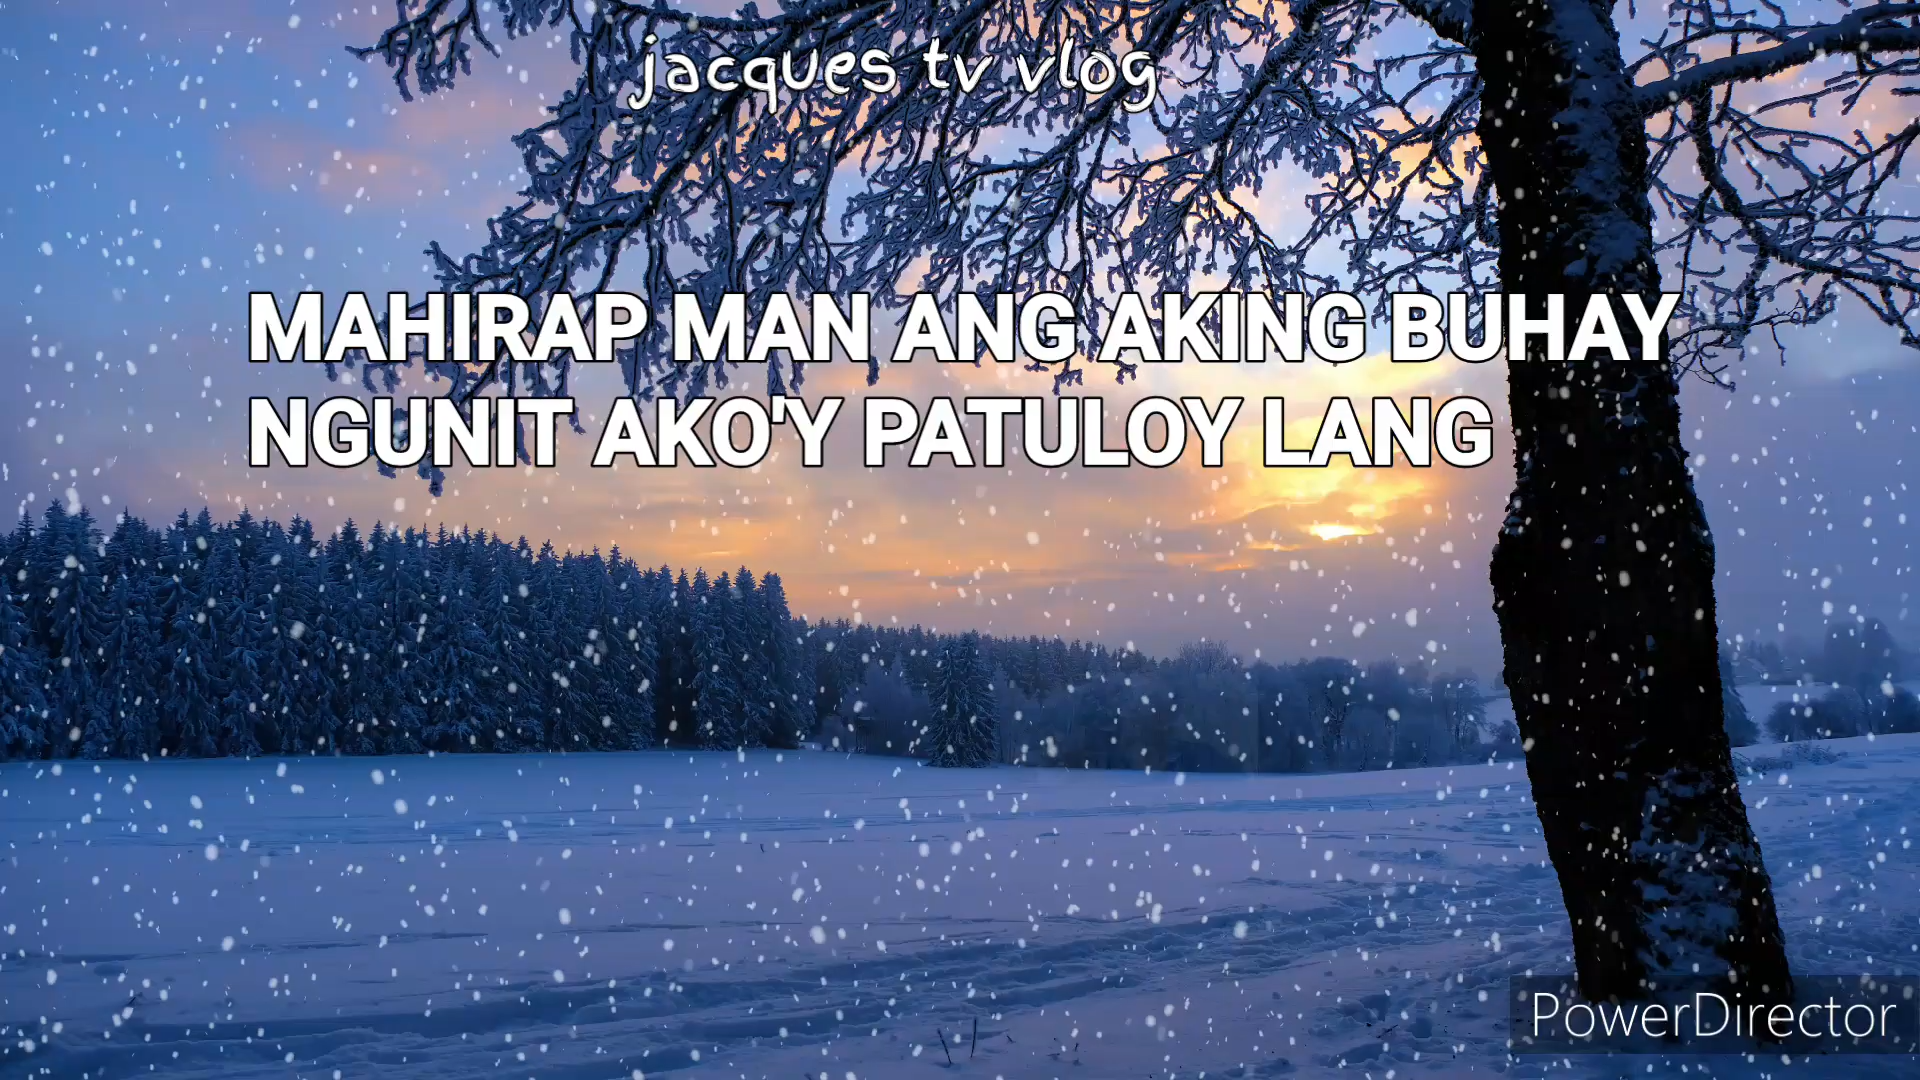 jacques tv vlog
MAHIRAP MAN ANG AKING BUHAY
NGUNIT AKO'Y PATULOY LANG
PowerDirector